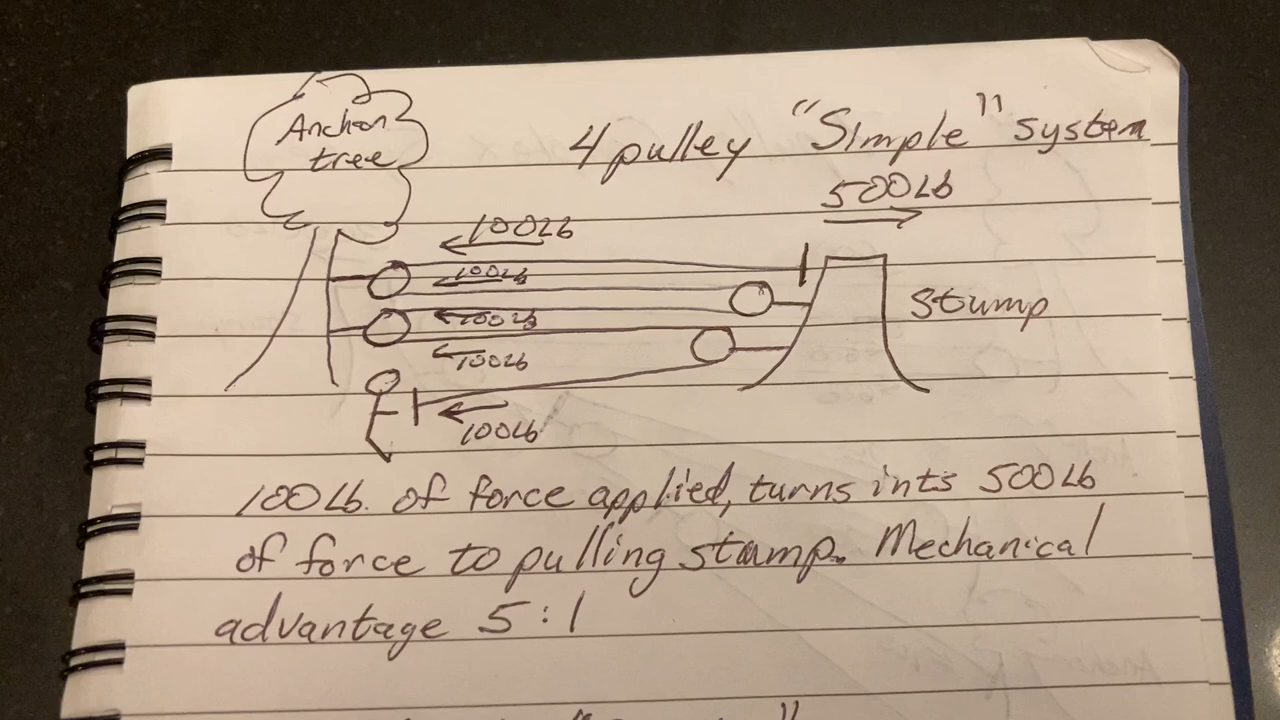 Anchor
tree
4 pulley "Simple" system
500Lb
100Lb
100Lb
100Lb
100Lb
100Lb
Stump
100Lb. of force applied, turns into 500Lb
of force to pulling stump. Mechanical
advantage 5:1